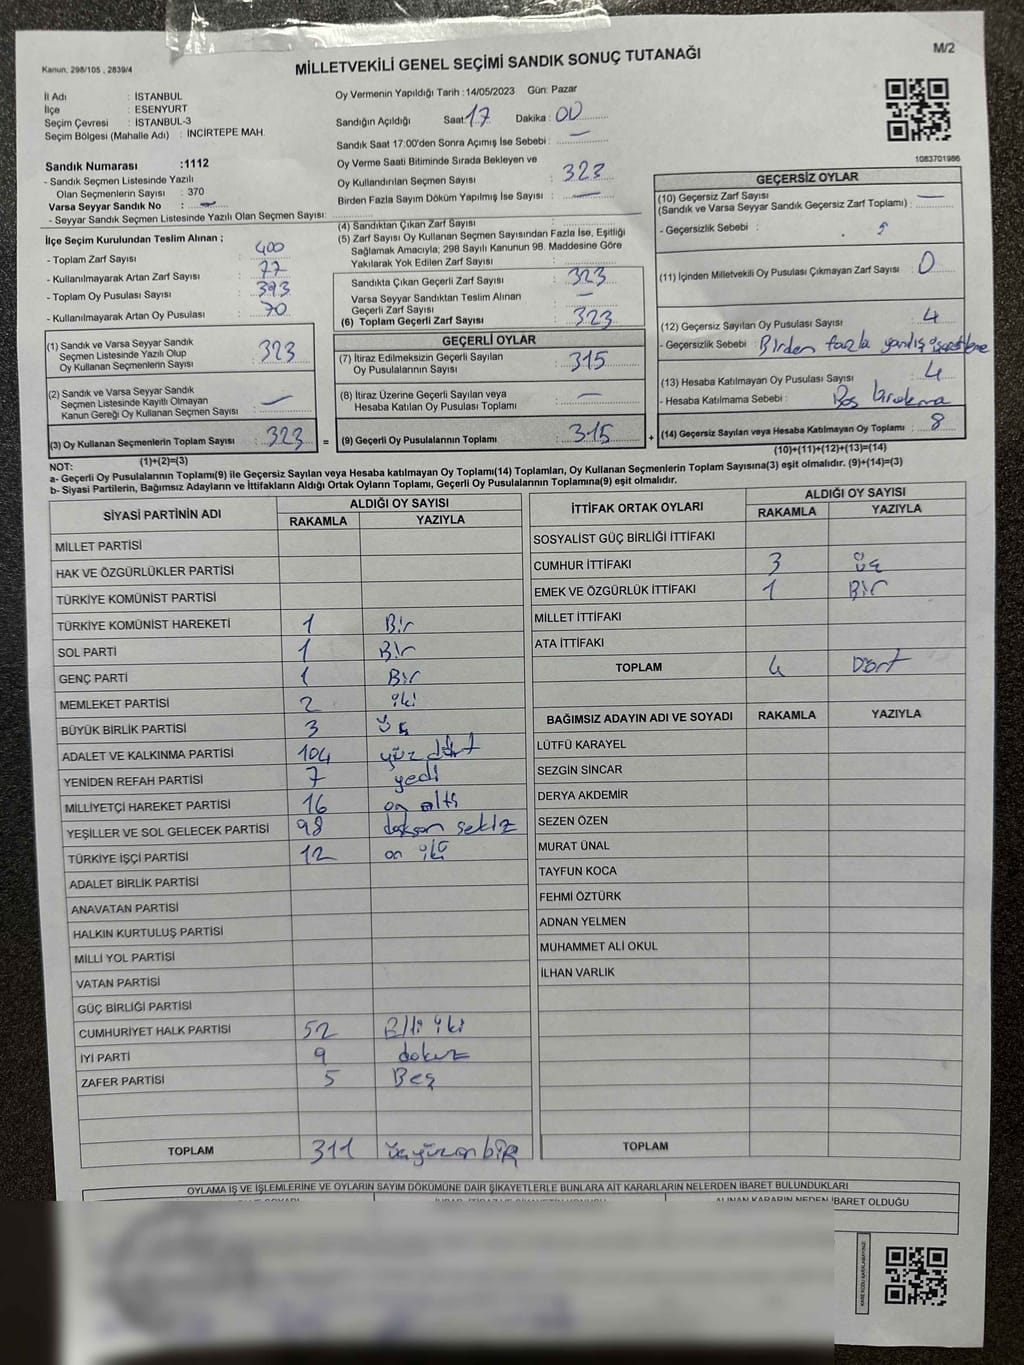 M/2
Kanun; 298/105 , 2839/4
MİLLETVEKİLİ GENEL SEÇİMİ SANDIK SONUÇ TUTANAĞI
İl Adı : İSTANBUL
İlçe : ESENYURT
Seçim Çevresi : İSTANBUL-3
Seçim Bölgesi (Mahalle Adı) : İNCİRTEPE MAH.
Sandık Numarası :1112
- Sandık Seçmen Listesinde Yazılı
Olan Seçmenlerin Sayısı : 370
Varsa Seyyar Sandık No : —
- Seyyar Sandık Seçmen Listesinde Yazılı Olan Seçmen Sayısı:
Oy Vermenin Yapıldığı Tarih :14/05/2023 Gün: Pazar
Sandığın Açıldığı Saat: 17 Dakika : 00
Sandık Saat 17:00'den Sonra Açımış İse Sebebi : —
Oy Verme Saati Bitiminde Sırada Bekleyen ve
Oy Kullandırılan Seçmen Sayısı : 323
Birden Fazla Sayım Döküm Yapılmış İse Sayısı : —
1083701986
İlçe Seçim Kurulundan Teslim Alınan ;
- Toplam Zarf Sayısı : 400
- Kullanılmayarak Artan Zarf Sayısı : 77
- Toplam Oy Pusulası Sayısı : 393
- Kullanılmayarak Artan Oy Pusulası : 70
(4) Sandıktan Çıkan Zarf Sayısı :
(5) Zarf Sayısı Oy Kullanan Seçmen Sayısından Fazla İse, Eşitliği
Sağlamak Amacıyla; 298 Sayılı Kanunun 98. Maddesine Göre
Yakılarak Yok Edilen Zarf Sayısı :
Sandıkta Çıkan Geçerli Zarf Sayısı : 323
Varsa Seyyar Sandıktan Teslim Alınan
Geçerli Zarf Sayısı : —
(6) Toplam Geçerli Zarf Sayısı : 323
GEÇERSİZ OYLAR
(10) Geçersiz Zarf Sayısı : —
(Sandık ve Varsa Seyyar Sandık Geçersiz Zarf Toplamı) :
- Geçersizlik Sebebi :
(11) İçinden Milletvekili Oy Pusulası Çıkmayan Zarf Sayısı : 0
(12) Geçersiz Sayılan Oy Pusulası Sayısı : 4
- Geçersizlik Sebebi : Birden fazla yanlış işaretleme
(13) Hesaba Katılmayan Oy Pusulası Sayısı : 4
- Hesaba Katılmama Sebebi : Boş bırakma
(14) Geçersiz Sayılan veya Hesaba Katılmayan Oy Toplamı : 8
(10)+(11)+(12)+(13)=(14)
(1) Sandık ve Varsa Seyyar Sandık
Seçmen Listesinde Yazılı Olup
Oy Kullanan Seçmenlerin Sayısı : 323
(2) Sandık ve Varsa Seyyar Sandık
Seçmen Listesinde Kayıtlı Olmayan
Kanun Gereği Oy Kullanan Seçmen Sayısı : —
(3) Oy Kullanan Seçmenlerin Toplam Sayısı : 323 =
(1)+(2)=(3)
GEÇERLİ OYLAR
(7) İtiraz Edilmeksizin Geçerli Sayılan
Oy Pusulalarının Sayısı : 315
(8) İtiraz Üzerine Geçerli Sayılan veya
Hesaba Katılan Oy Pusulası Toplamı : —
(9) Geçerli Oy Pusulalarının Toplamı : 315 +
NOT:
a- Geçerli Oy Pusulalarının Toplamı(9) ile Geçersiz Sayılan veya Hesaba katılmayan Oy Toplamı(14) Toplamları, Oy Kullanan Seçmenlerin Toplam Sayısına(3) eşit olmalıdır. (9)+(14)=(3)
b- Siyasi Partilerin, Bağımsız Adayların ve İttifakların Aldığı Ortak Oyların Toplamı, Geçerli Oy Pusulalarının Toplamına(9) eşit olmalıdır.
SİYASİ PARTİNİN ADI ALDIĞI OY SAYISI
RAKAMLA YAZIYLA
MİLLET PARTİSİ
HAK VE ÖZGÜRLÜKLER PARTİSİ
TÜRKİYE KOMÜNİST PARTİSİ
TÜRKİYE KOMÜNİST HAREKETİ 1 Bir
SOL PARTİ 1 Bir
GENÇ PARTİ 1 Bir
MEMLEKET PARTİSİ 2 iki
BÜYÜK BİRLİK PARTİSİ 3 üç
ADALET VE KALKINMA PARTİSİ 104 yüz dört
YENİDEN REFAH PARTİSİ 7 yedi
MİLLİYETÇİ HAREKET PARTİSİ 16 on altı
YEŞİLLER VE SOL GELECEK PARTİSİ 98 doksan sekiz
TÜRKİYE İŞÇİ PARTİSİ 12 on iki
ADALET BİRLİK PARTİSİ
ANAVATAN PARTİSİ
HALKIN KURTULUŞ PARTİSİ
MİLLİ YOL PARTİSİ
VATAN PARTİSİ
GÜÇ BİRLİĞİ PARTİSİ
CUMHURİYET HALK PARTİSİ 52 Elli iki
İYİ PARTİ 9 dokuz
ZAFER PARTİSİ 5 Beş
TOPLAM 311 üçyüzonbir
İTTİFAK ORTAK OYLARI ALDIĞI OY SAYISI
RAKAMLA YAZIYLA
SOSYALİST GÜÇ BİRLİĞİ İTTİFAKI
CUMHUR İTTİFAKI 3 üç
EMEK VE ÖZGÜRLÜK İTTİFAKI 1 Bir
MİLLET İTTİFAKI
ATA İTTİFAKI
TOPLAM 4 Dört
BAĞIMSIZ ADAYIN ADI VE SOYADI RAKAMLA YAZIYLA
LÜTFÜ KARAYEL
SEZGİN SİNCAR
DERYA AKDEMİR
SEZEN ÖZEN
MURAT ÜNAL
TAYFUN KOCA
FEHMİ ÖZTÜRK
ADNAN YELMEN
MUHAMMET ALİ OKUL
İLHAN VARLIK
TOPLAM
OYLAMA İŞ VE İŞLEMLERİNE VE OYLARIN SAYIM DÖKÜMÜNE DAİR ŞİKAYETLERLE BUNLARA AİT KARARLARIN NELERDEN İBARET BULUNDUKLARI
ALINAN KARARIN NEDEN İBARET OLDUĞU